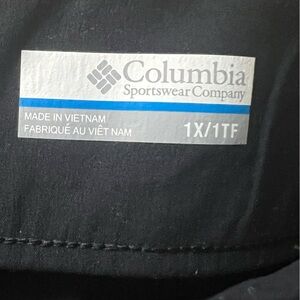 Columbia
Sportswear Company
MADE IN VIETNAM
FABRIQUÉ AU VIÊT NAM
1X/1TF